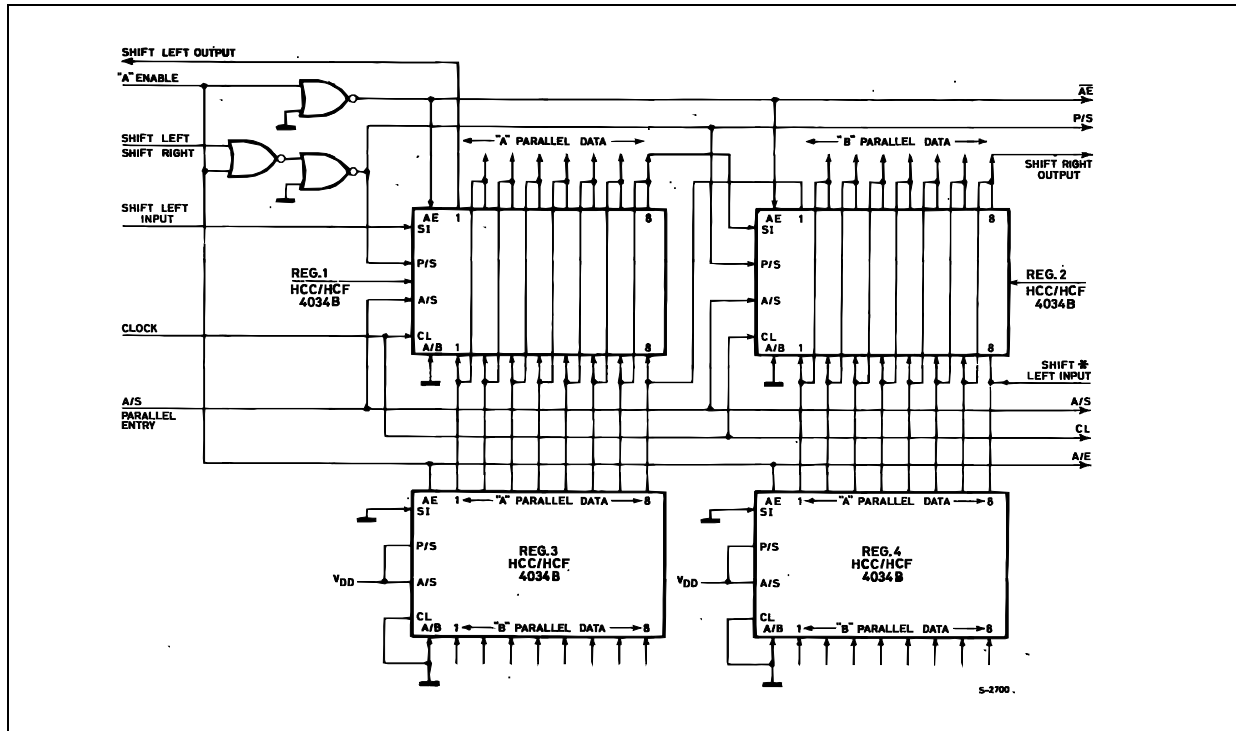 SHIFT LEFT OUTPUT
"A" ENABLE
AE
P/S
SHIFT LEFT
SHIFT RIGHT
"A" PARALLEL DATA
"B" PARALLEL DATA
SHIFT RIGHT
OUTPUT
SHIFT LEFT
INPUT
AE 1 8
SI
P/S
A/S
CL
A/B 1 8
REG.1
HCC/HCF
4034B
AE 1 8
SI
P/S
A/S
CL
A/B 1 8
REG.2
HCC/HCF
4034B
CLOCK
SHIFT *
LEFT INPUT
A/S
PARALLEL
ENTRY
A/S
CL
A/E
AE 1 "A" PARALLEL DATA 8
SI
P/S
A/S
CL
A/B 1 "B" PARALLEL DATA 8
REG.3
HCC/HCF
4034B
VDD
AE 1 "A" PARALLEL DATA 8
SI
P/S
A/S
CL
A/B 1 "B" PARALLEL DATA 8
REG.4
HCC/HCF
4034B
VDD
S-2700